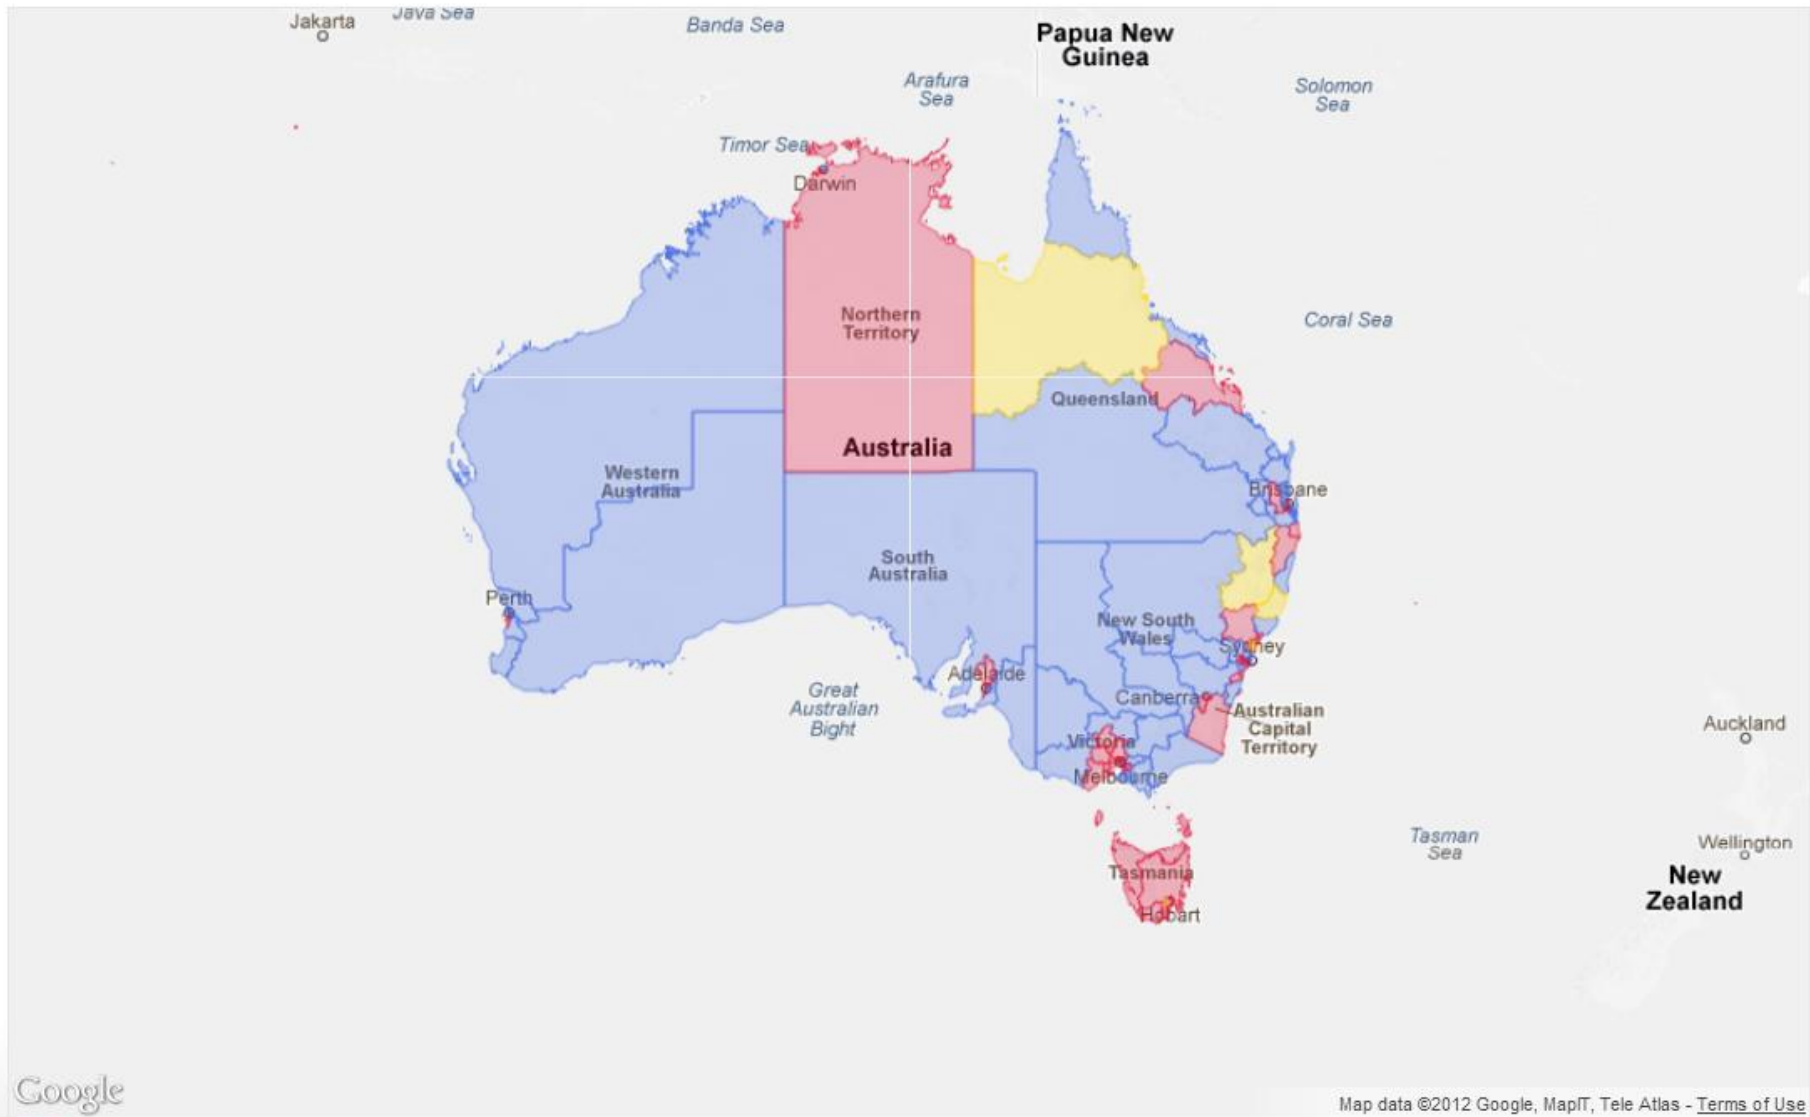 Jakarta
Java Sea
Banda Sea
Papua New
Guinea
Arafura
Sea
Solomon
Sea
Timor Sea
Darwin
Northern
Territory
Coral Sea
Queensland
Australia
Western
Australia
Brisbane
South
Australia
Perth
New South
Wales
Sydney
Adelaide
Great
Australian
Bight
Canberra
Australian
Capital
Territory
Auckland
Victoria
Melbourne
Tasman
Sea
Wellington
New
Zealand
Tasmania
Hobart
Google
Map data ©2012 Google, MapIT, Tele Atlas - Terms of Use